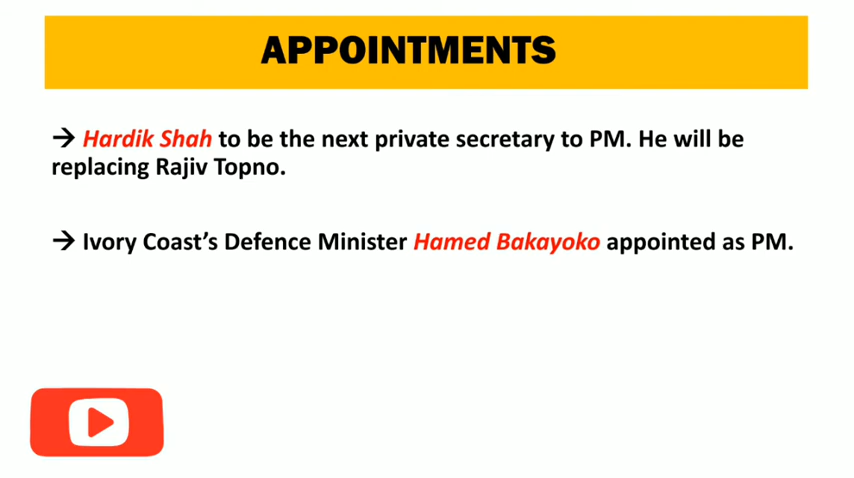 APPOINTMENTS
→ Hardik Shah to be the next private secretary to PM. He will be
replacing Rajiv Topno.
→ Ivory Coast’s Defence Minister Hamed Bakayoko appointed as PM.